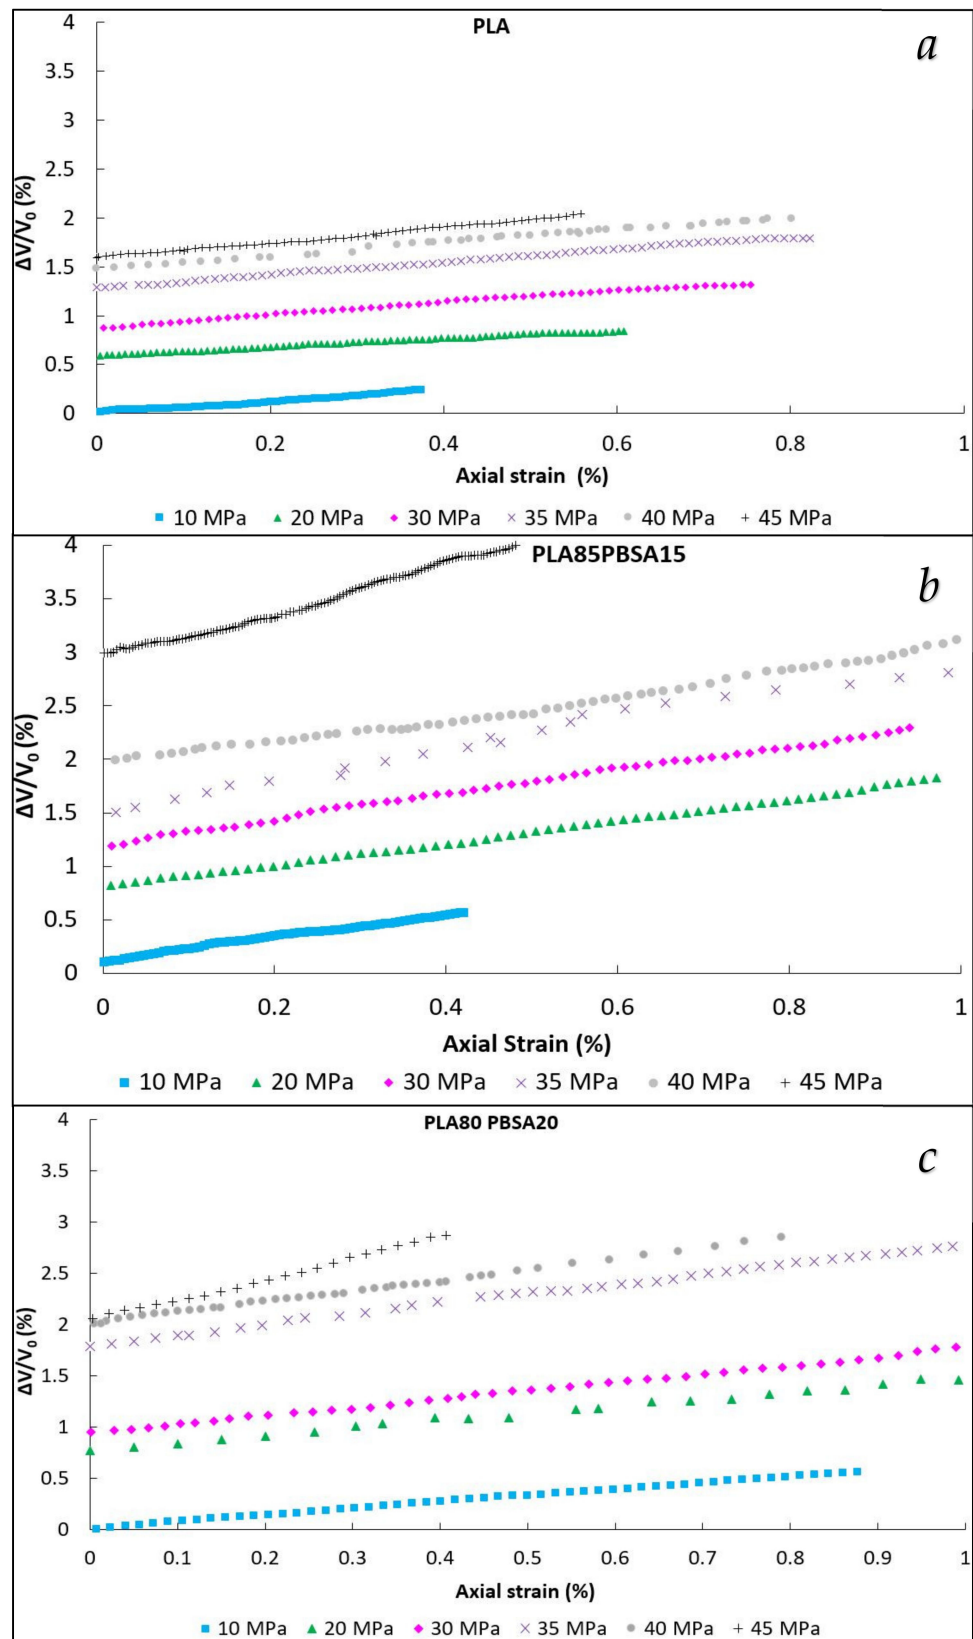 PLA
a
4
3.5
3
2.5
2
1.5
1
0.5
0
ΔV/V₀ (%)
0 0.2 0.4 0.6 0.8 1
Axial strain (%)
10 MPa 20 MPa 30 MPa 35 MPa 40 MPa 45 MPa
PLA85PBSA15
b
4
3.5
3
2.5
2
1.5
1
0.5
0
ΔV/V₀ (%)
0 0.2 0.4 0.6 0.8 1
Axial Strain (%)
10 MPa 20 MPa 30 MPa 35 MPa 40 MPa 45 MPa
PLA80 PBSA20
c
4
3.5
3
2.5
2
1.5
1
0.5
0
ΔV/V₀ (%)
0 0.1 0.2 0.3 0.4 0.5 0.6 0.7 0.8 0.9 1
Axial strain (%)
10 MPa 20 MPa 30 MPa 35 MPa 40 MPa 45 MPa